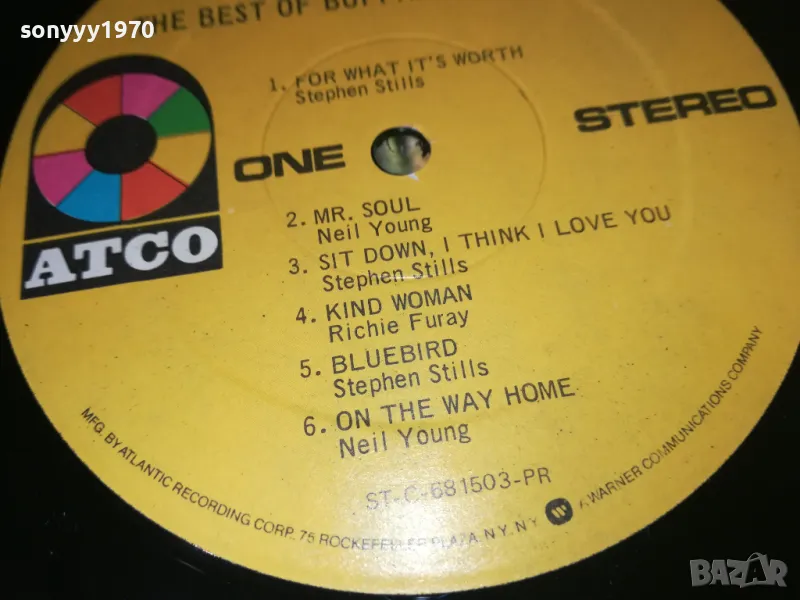 sonyyy1970
THE BEST OF
1. FOR WHAT IT'S WORTH
Stephen Stills
ONE
STEREO
ATCO
2. MR. SOUL
Neil Young
3. SIT DOWN, I THINK I LOVE YOU
Stephen Stills
4. KIND WOMAN
Richie Furay
5. BLUEBIRD
Stephen Stills
6. ON THE WAY HOME
Neil Young
ST-C-681503-PR
MFG. BY ATLANTIC RECORDING CORP. 75 ROCKEFELLER PLAZA, N.Y. N.Y. A WARNER COMMUNICATIONS COMPANY
BAZAR
bazar.bg